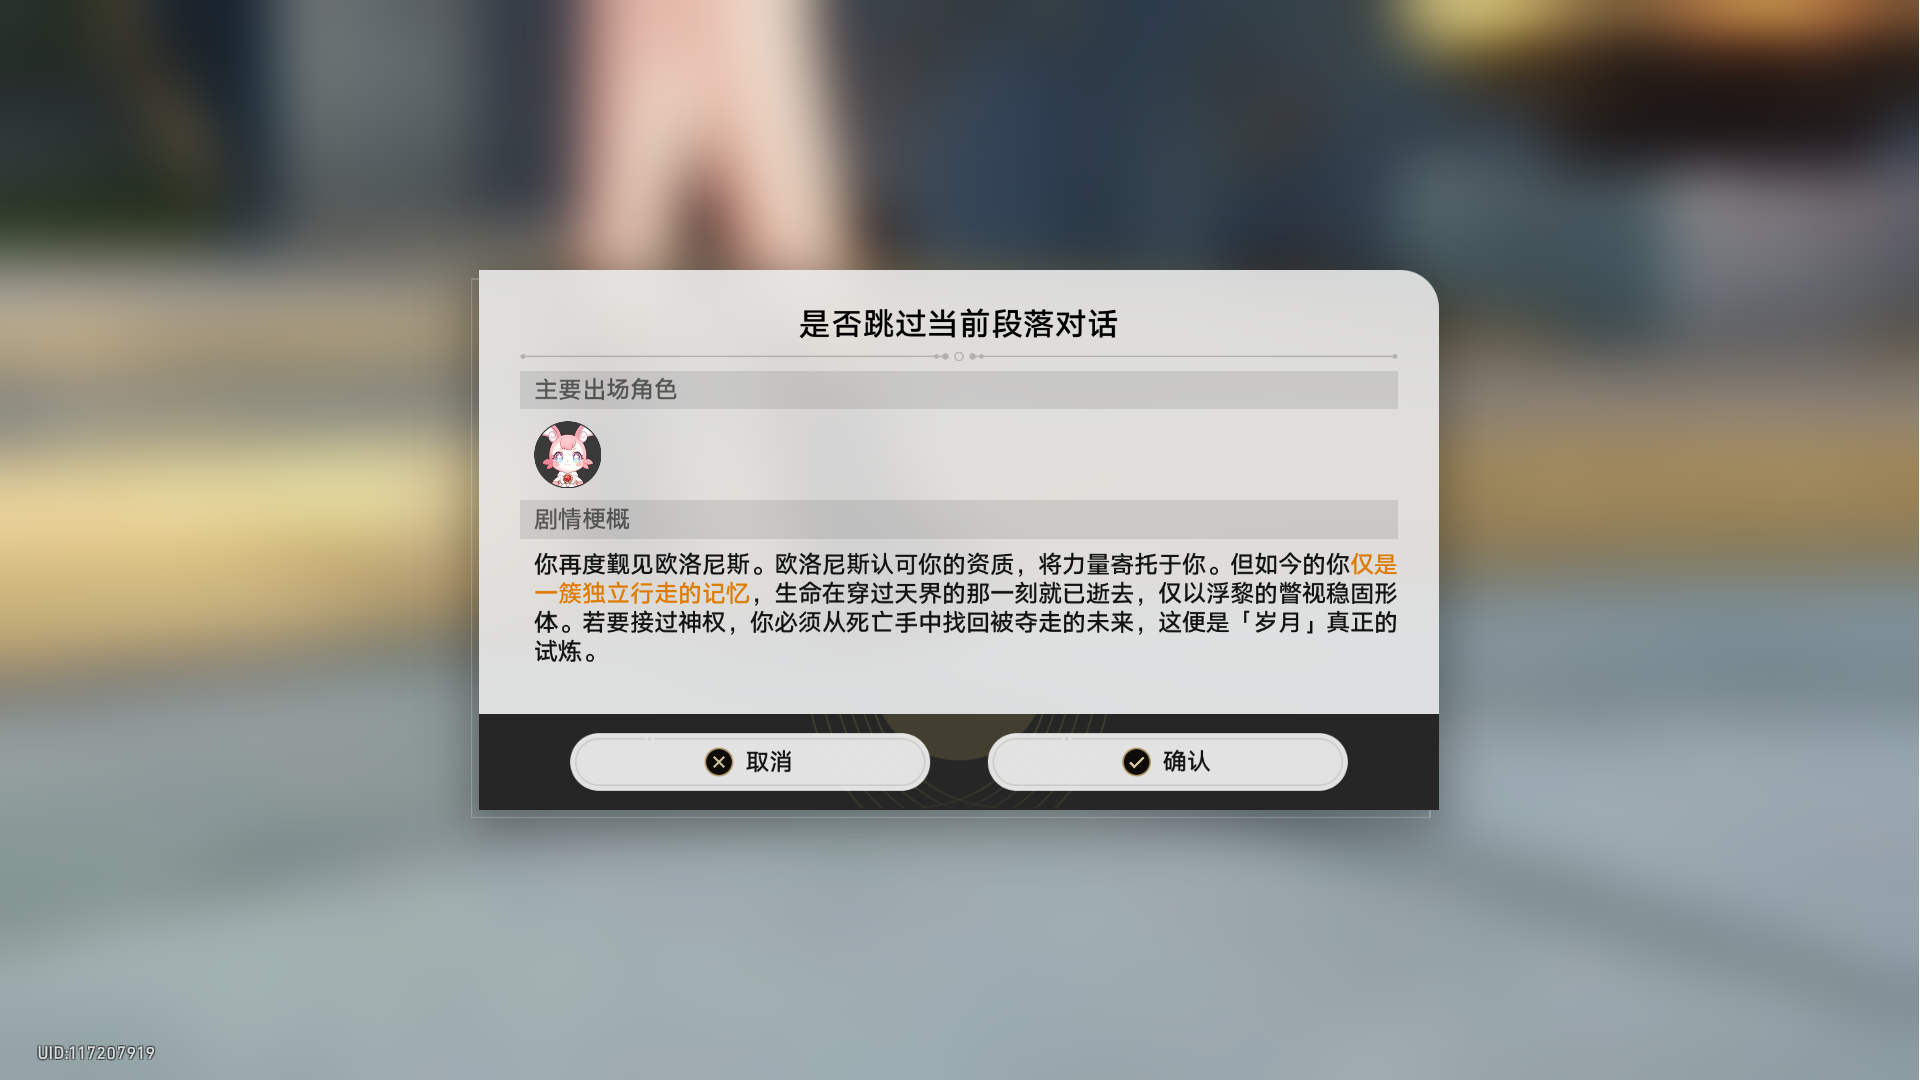 是否跳过当前段落对话
主要出场角色
剧情梗概
你再度觐见欧洛尼斯。欧洛尼斯认可你的资质，将力量寄托于你。但如今的你仅是
一簇独立行走的记忆，生命在穿过天界的那一刻就已逝去，仅以浮黎的瞥视稳固形
体。若要接过神权，你必须从死亡手中找回被夺走的未来，这便是「岁月」真正的
试炼。
取消
确认
UID:117207919